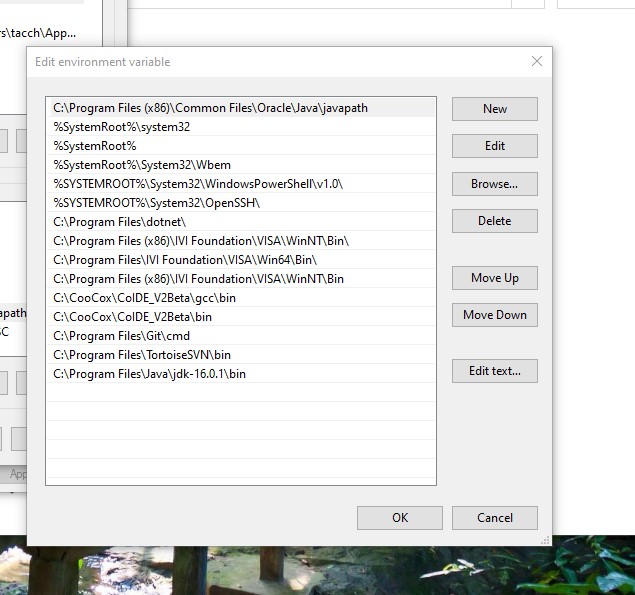 s\tacch\App...
Edit environment variable
C:\Program Files (x86)\Common Files\Oracle\Java\javapath
%SystemRoot%\system32
%SystemRoot%
%SystemRoot%\System32\Wbem
%SYSTEMROOT%\System32\WindowsPowerShell\v1.0\
%SYSTEMROOT%\System32\OpenSSH\
C:\Program Files\dotnet\
C:\Program Files (x86)\IVI Foundation\VISA\WinNT\Bin\
C:\Program Files\IVI Foundation\VISA\Win64\Bin\
C:\Program Files (x86)\IVI Foundation\VISA\WinNT\Bin
C:\CooCox\CoIDE_V2Beta\gcc\bin
C:\CooCox\CoIDE_V2Beta\bin
C:\Program Files\Git\cmd
C:\Program Files\TortoiseSVN\bin
C:\Program Files\Java\jdk-16.0.1\bin
New
Edit
Browse...
Delete
Move Up
Move Down
Edit text...
OK
Cancel
apath
SC
App